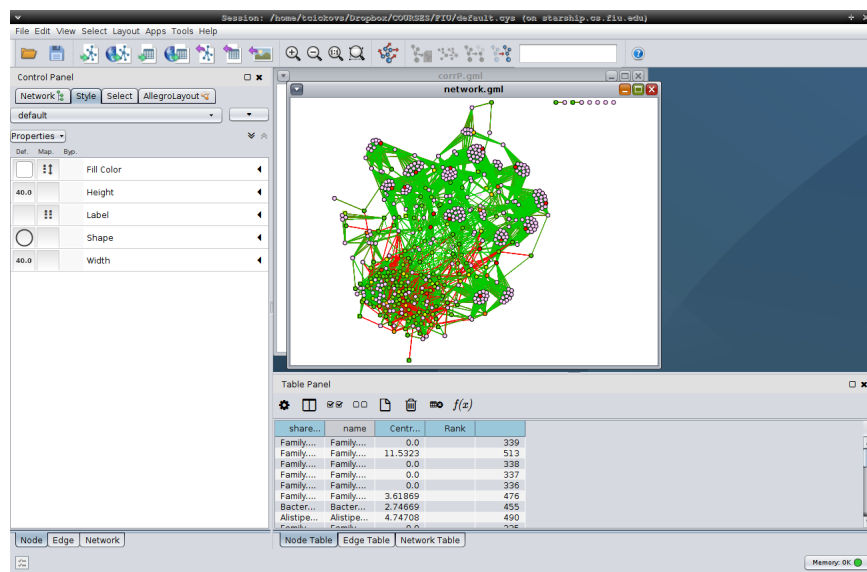 Session: /home/tcickovs/Dropbox/COURSES/FIU/default.cys (on starship.cs.fiu.edu)
File Edit View Select Layout Apps Tools Help
Control Panel
Network Style Select AllegroLayout
default
Properties
Def. Map. Byp.
Fill Color
40.0 Height
Label
Shape
40.0 Width
corrP.gml
network.gml
Table Panel
f(x)
share... name Centr... Rank
Family.... Family.... 0.0 339
Family.... Family.... 11.5323 513
Family.... Family.... 0.0 338
Family.... Family.... 0.0 337
Family.... Family.... 0.0 336
Family.... Family.... 3.61869 476
Bacter... Bacter... 2.74669 455
Alistipe... Alistipe... 4.74708 490
Node Edge Network
Node Table Edge Table Network Table
Memory: OK